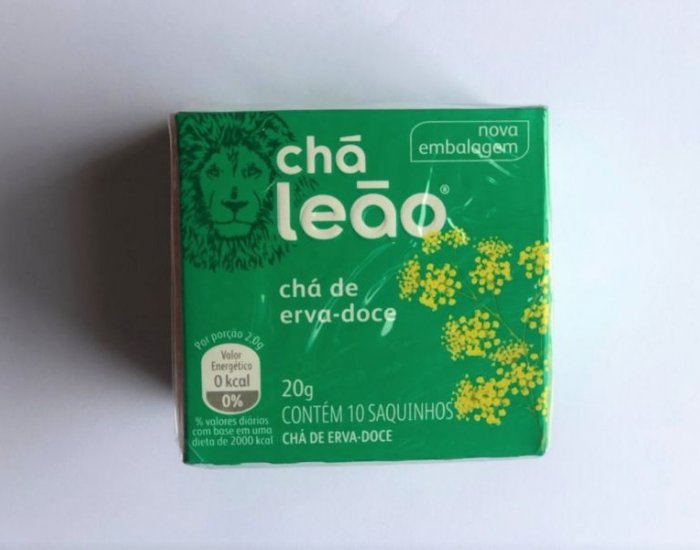 nova
embalagem
chá
leão®
chá de
erva-doce
Por porção 2.0g
Valor
Energético
0 kcal
0%
% valores diários
com base em uma
dieta de 2000 kcal
20g
CONTÉM 10 SAQUINHOS
CHÁ DE ERVA-DOCE